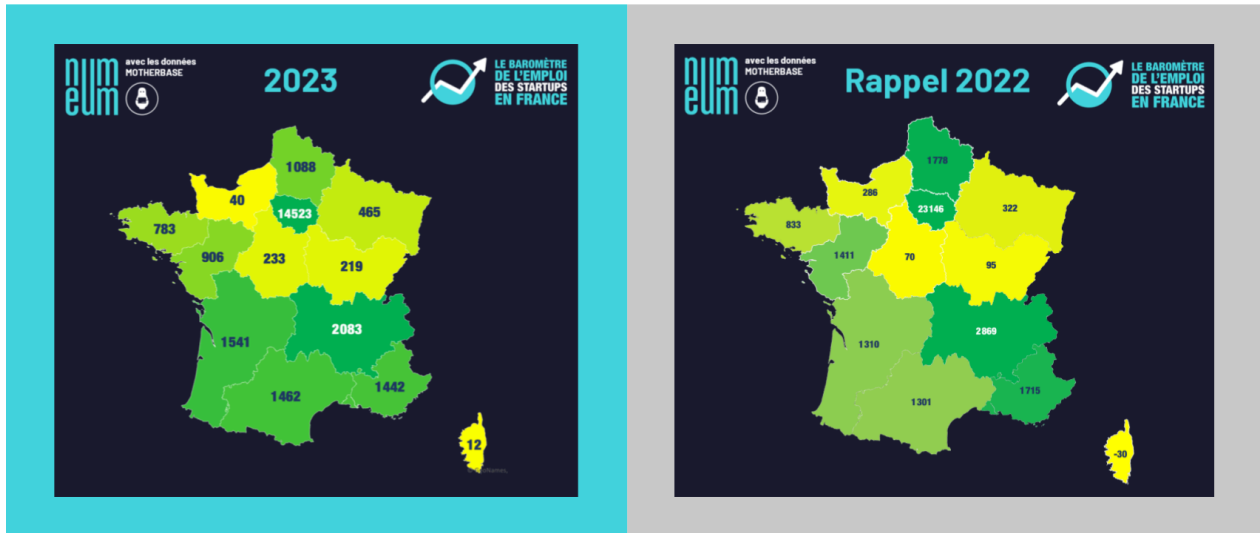 num
eum
avec les données
MOTHERBASE
2023
LE BAROMÈTRE
DE L'EMPLOI
DES STARTUPS
EN FRANCE
1088
40
14523
465
783
906
233
219
2083
1541
1462
1442
12
num
eum
avec les données
MOTHERBASE
Rappel 2022
LE BAROMÈTRE
DE L'EMPLOI
DES STARTUPS
EN FRANCE
1778
286
23146
322
833
1411
70
95
2869
1310
1301
1715
-30